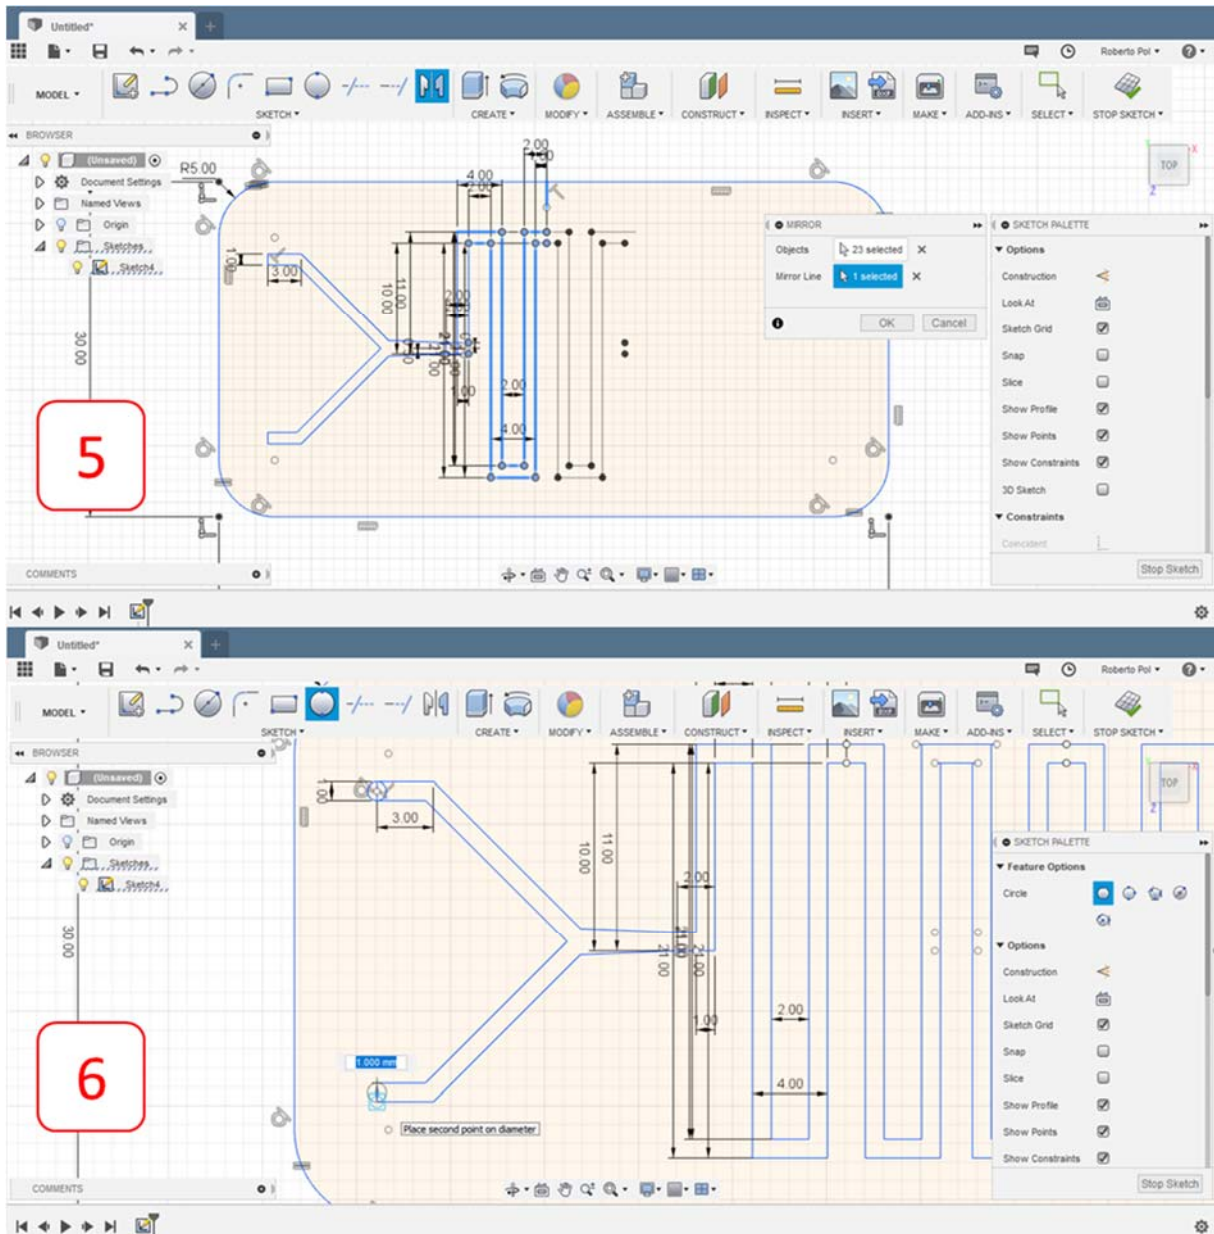 Untitled*
Roberto Pol
MODEL
SKETCH
CREATE
MODIFY
ASSEMBLE
CONSTRUCT
INSPECT
INSERT
MAKE
ADD-INS
SELECT
STOP SKETCH
BROWSER
(Unsaved)
Document Settings
Named Views
Origin
Sketches
Sketch4
TOP
X
Z
R5.00
2.00
4.00
1.00
3.00
10.00
11.00
30.00
2.00
1.00
2.00
4.00
5
MIRROR
Objects 23 selected
Mirror Line 1 selected
OK Cancel
SKETCH PALETTE
Options
Construction
Look At
Sketch Grid
Snap
Slice
Show Profile
Show Points
Show Constraints
3D Sketch
Constraints
Coincident
Stop Sketch
COMMENTS
Untitled*
Roberto Pol
MODEL
SKETCH
CREATE
MODIFY
ASSEMBLE
CONSTRUCT
INSPECT
INSERT
MAKE
ADD-INS
SELECT
STOP SKETCH
BROWSER
(Unsaved)
Document Settings
Named Views
Origin
Sketches
Sketch4
TOP
X
Z
1.00
3.00
10.00
11.00
2.00
30.00
21.00
21.00
21.00
1.00
2.00
4.00
6
1.000 mm
Place second point on diameter
SKETCH PALETTE
Feature Options
Circle
Options
Construction
Look At
Sketch Grid
Snap
Slice
Show Profile
Show Points
Show Constraints
Stop Sketch
COMMENTS